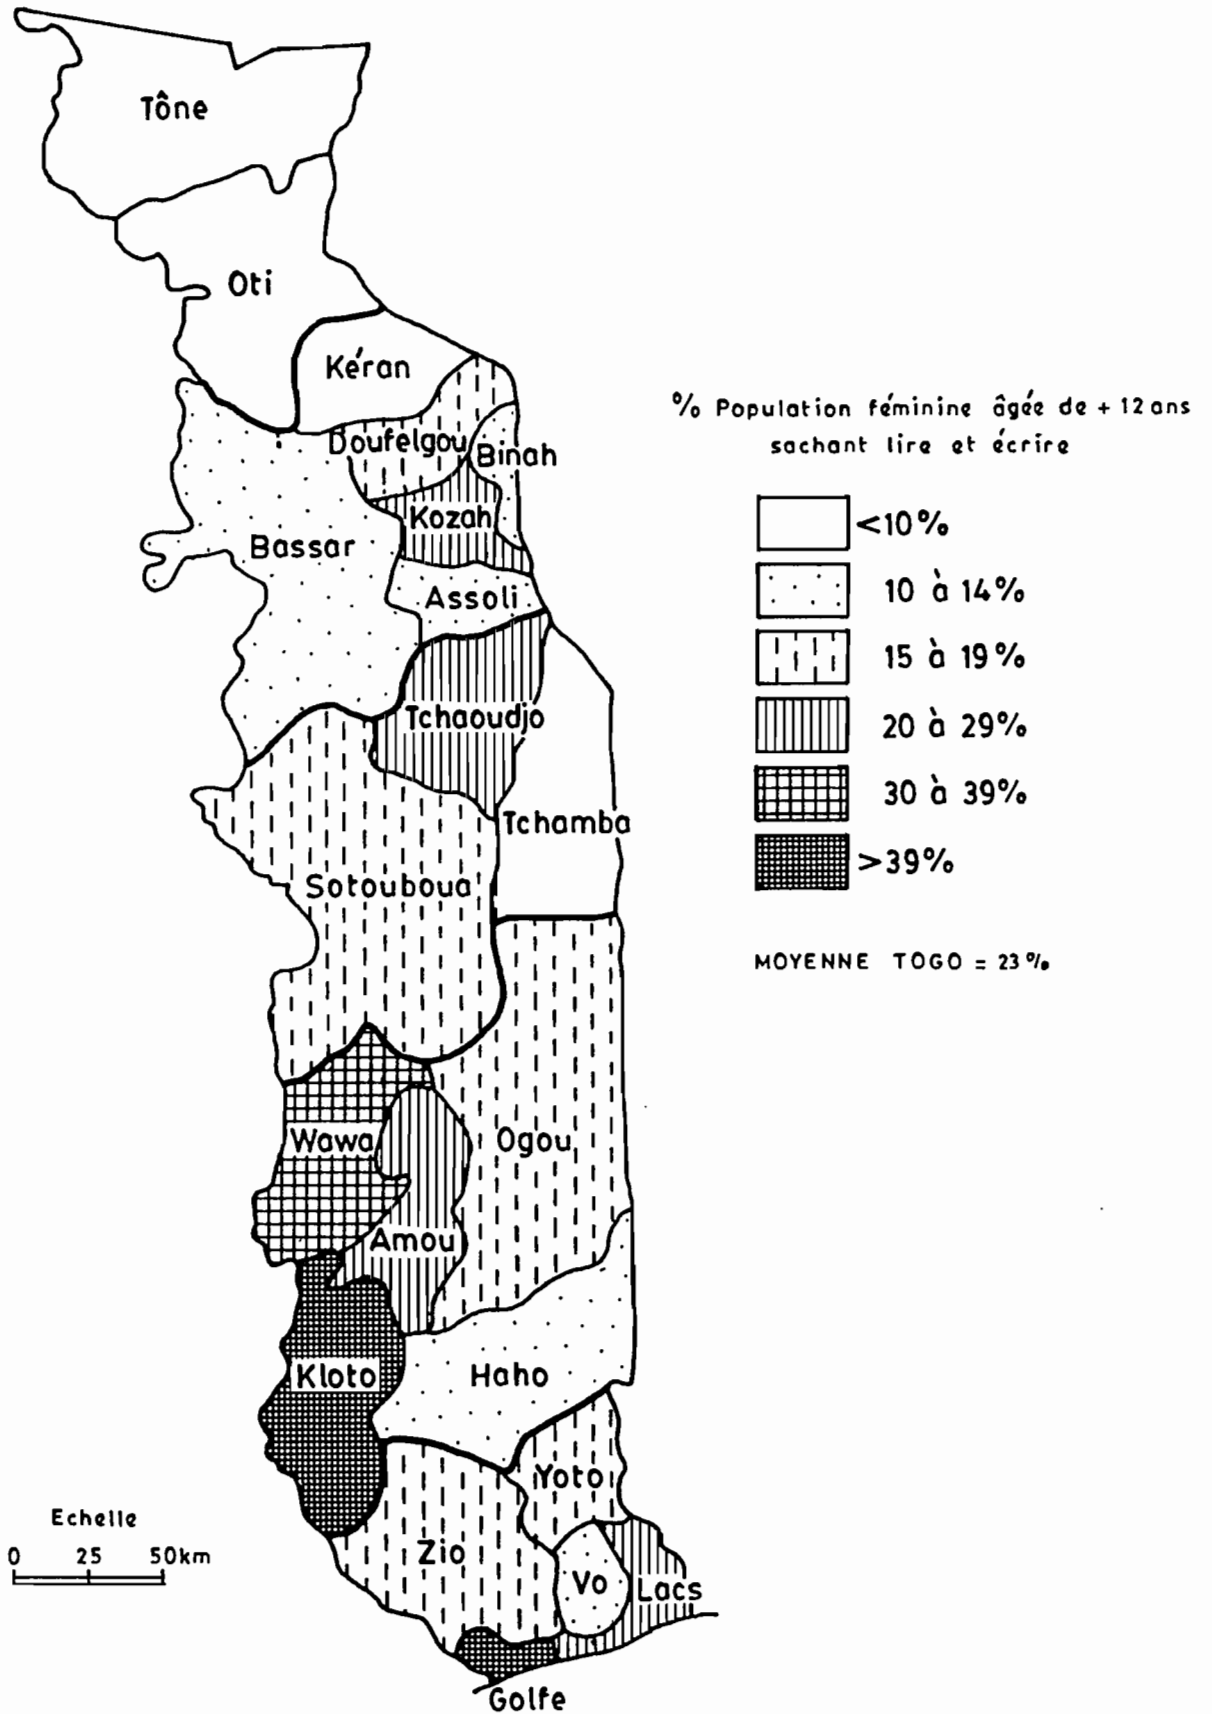 Tône
Oti
Kéran
Doufelgou
Binah
Kozah
Bassar
Assoli
Tchaoudjo
Tchamba
Sotouboua
Wawa
Ogou
Amou
Kloto
Haho
Yoto
Zio
Vo
Lacs
Golfe
% Population féminine âgée de + 12 ans
sachant lire et écrire
<10%
10 à 14%
15 à 19%
20 à 29%
30 à 39%
>39%
MOYENNE TOGO = 23%
Echelle
0 25 50km